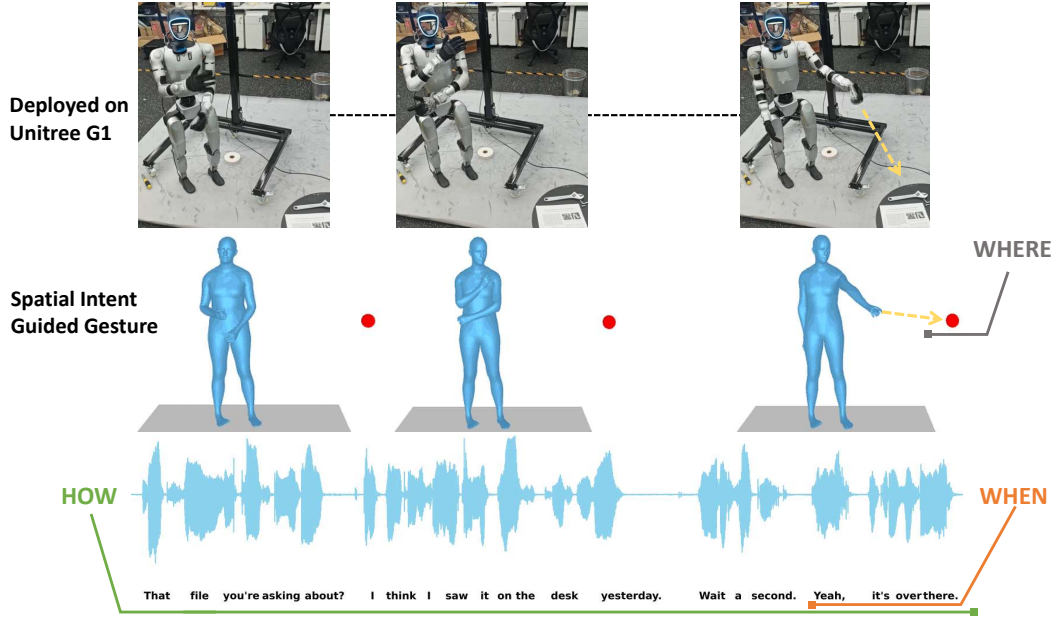 Deployed on
Unitree G1
WHERE
Spatial Intent
Guided Gesture
HOW
WHEN
That file you're asking about? I think I saw it on the desk yesterday. Wait a second. Yeah, it's over there.